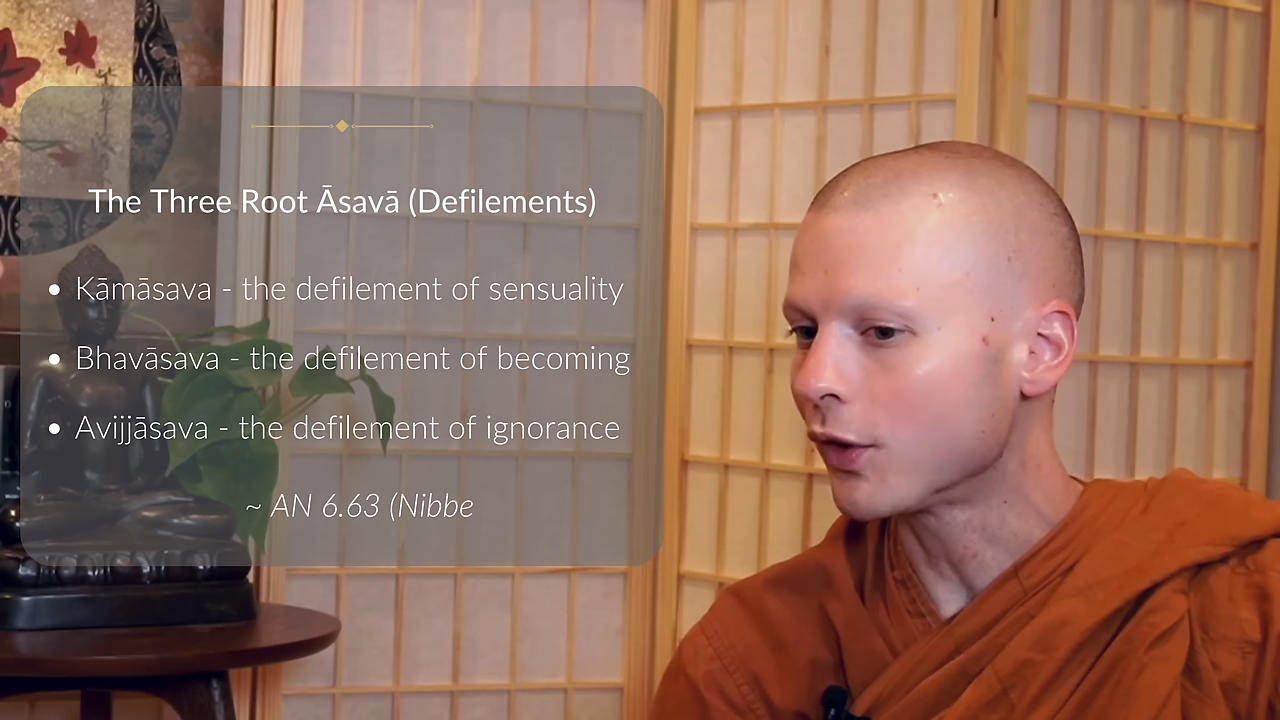 The Three Root Āsavā (Defilements)
• Kāmāsava - the defilement of sensuality
• Bhavāsava - the defilement of becoming
• Avijjāsava - the defilement of ignorance
~ AN 6.63 (Nibbe